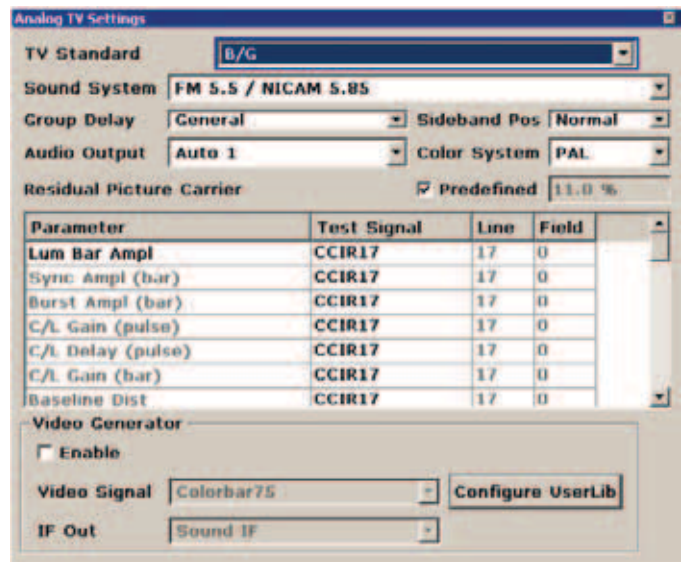 Analog TV Settings
TV Standard B/G
Sound System FM 5.5 / NICAM 5.85
Group Delay General Sideband Pos Normal
Audio Output Auto 1 Color System PAL
Residual Picture Carrier Predefined 11.0 %
Parameter Test Signal Line Field
Lum Bar Ampl CCIR17 17 0
Sync Ampl (bar) CCIR17 17 0
Burst Ampl (bar) CCIR17 17 0
C/L Gain (pulse) CCIR17 17 0
C/L Delay (pulse) CCIR17 17 0
C/L Gain (bar) CCIR17 17 0
Baseline Dist CCIR17 17 0
Video Generator
Enable
Video Signal Colorbar75 Configure UserLib
IF Out Sound IF